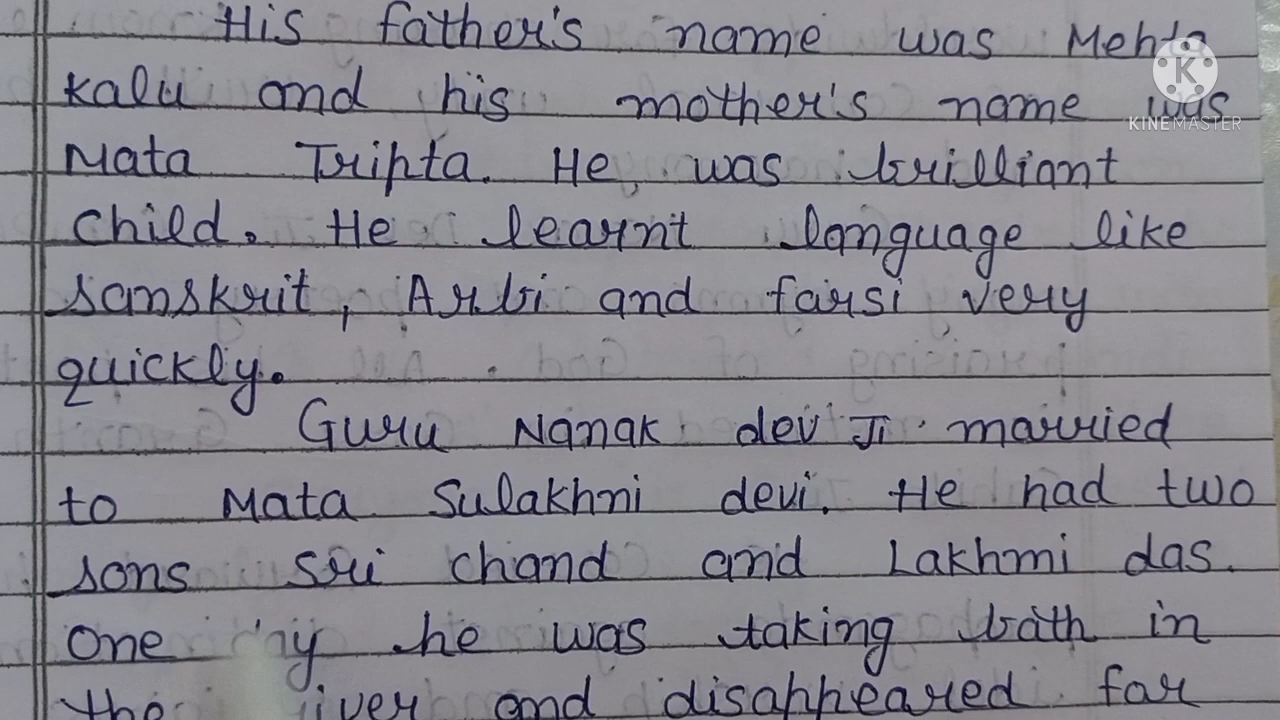 His father's name was Mehta
Kalu and his mother's name was
Mata Tripta. He was brilliant
child. He learnt language like
sanskrit, Arbi and farsi very
quickly.
Guru Nanak dev Ji married
to Mata Sulakhni devi. He had two
sons Sri chand and Lakhmi das.
One he was taking bath in
the river and disappeared for
KINEMASTER